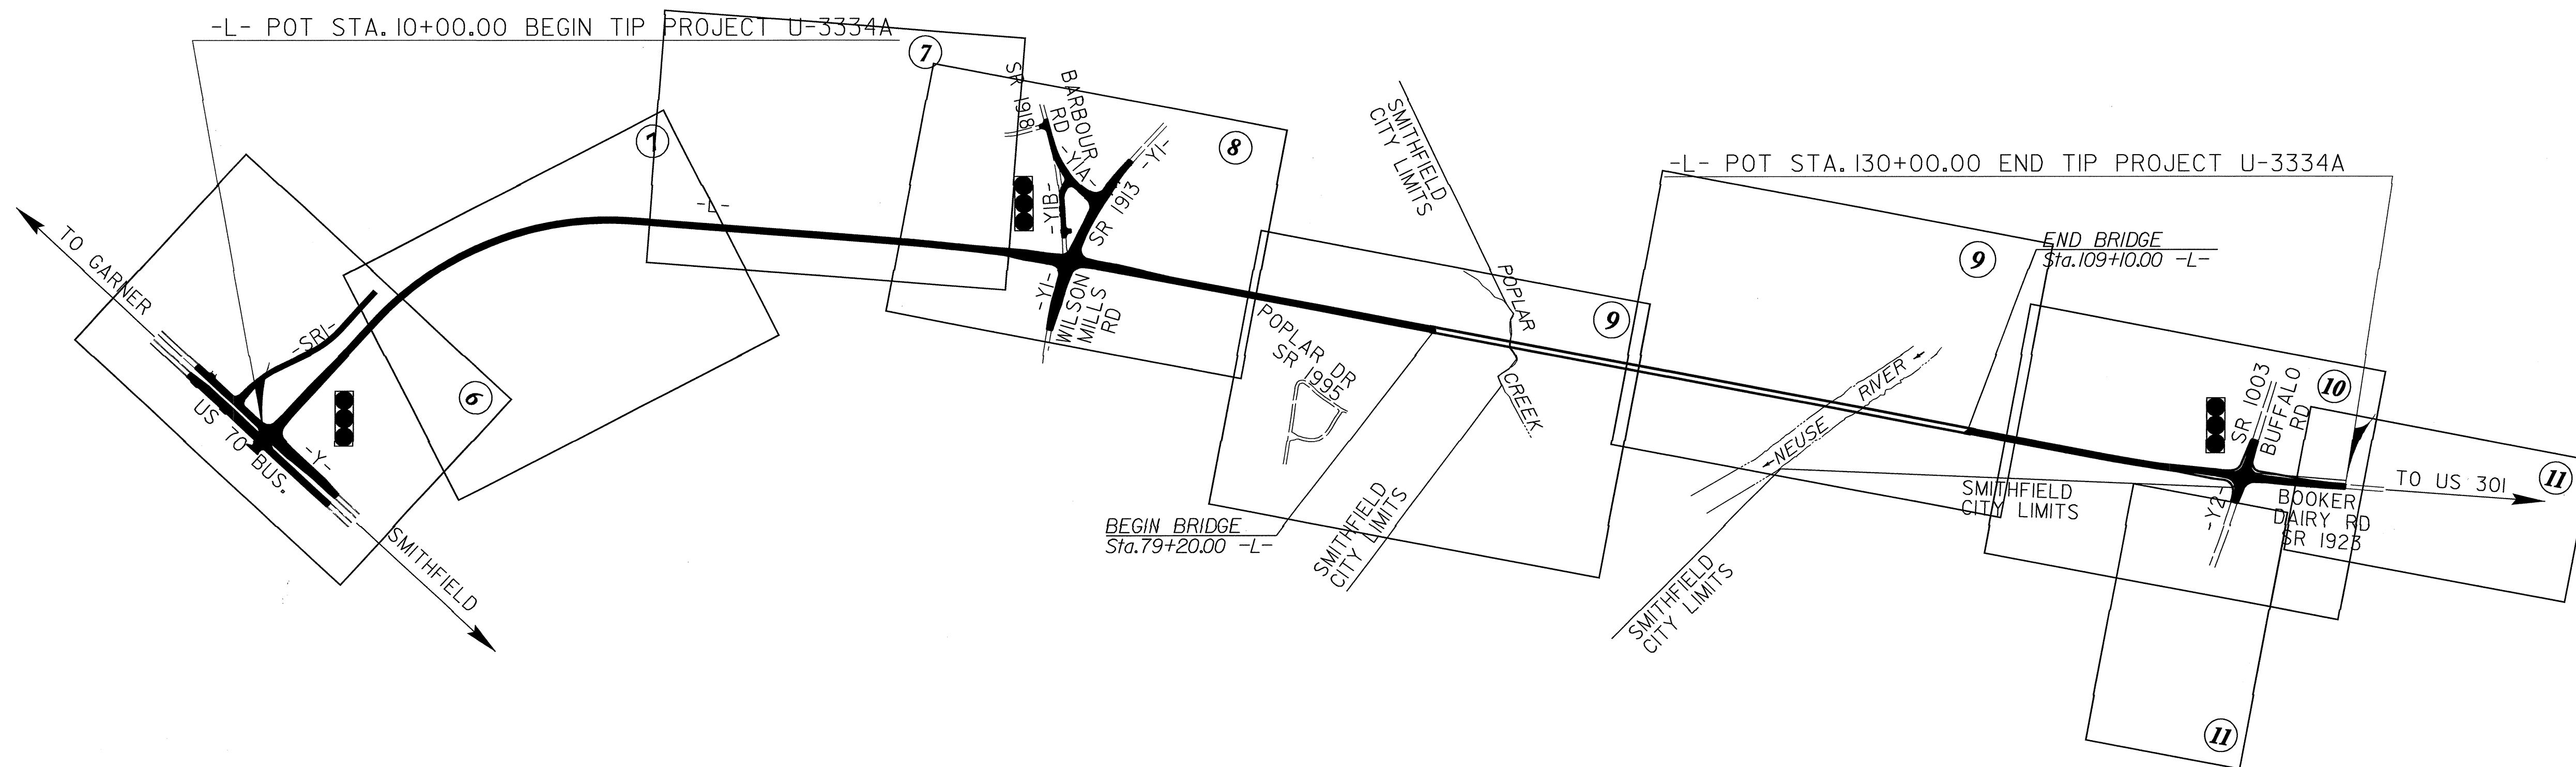 -L- POT STA. 10+00.00 BEGIN TIP PROJECT U-3334A
7
7
6
TO GARNER
-SR1-
US 70 BUS.
-Y-
SMITHFIELD
-L-
SR 1918
BARBOUR
RD
-Y1A-
-Y1B-
SR 1913
-Y1-
8
-Y1-
WILSON
MILLS
RD
SMITHFIELD
CITY LIMITS
POPLAR
CREEK
POPLAR DR
SR 1995
9
BEGIN BRIDGE
Sta.79+20.00 -L-
SMITHFIELD
CITY LIMITS
-L- POT STA. 130+00.00 END TIP PROJECT U-3334A
END BRIDGE
Sta.109+10.00 -L-
9
NEUSE RIVER
SMITHFIELD
CITY LIMITS
SMITHFIELD
CITY LIMITS
10
SR 1003
BUFFALO
RD
-Y2-
BOOKER
DAIRY RD
SR 1923
TO US 301
11
11